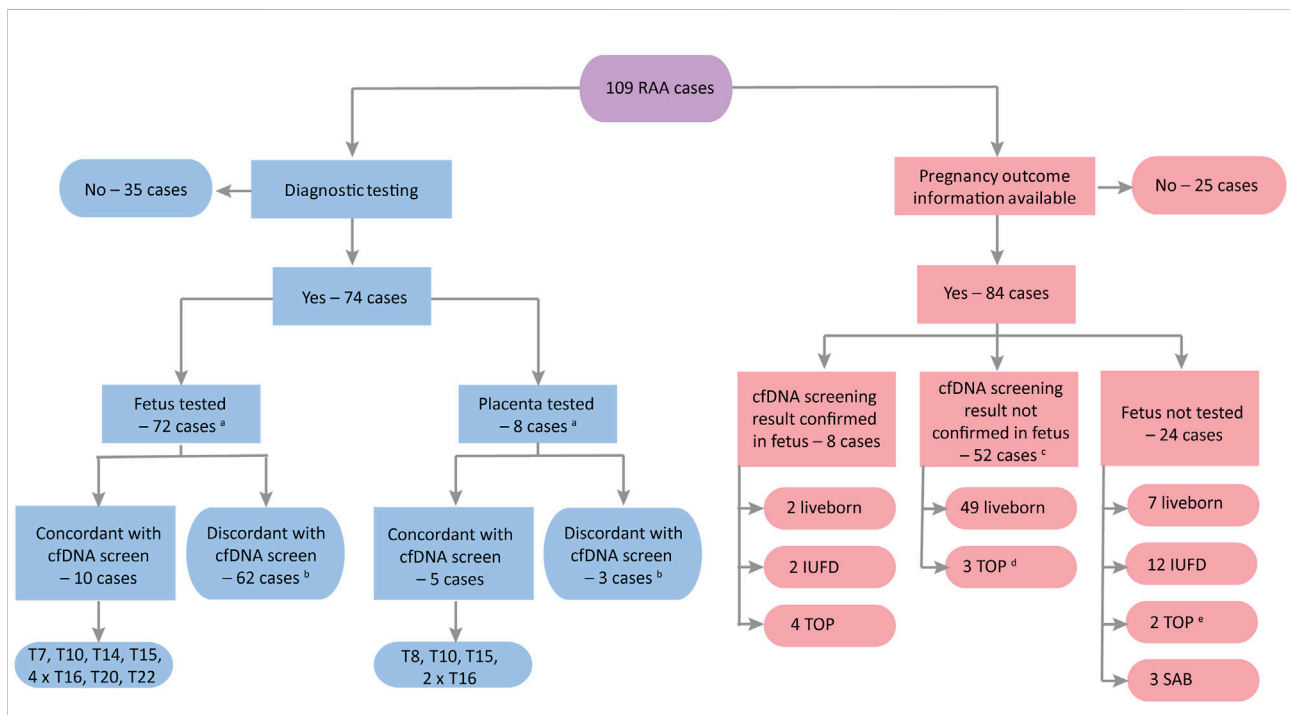 109 RAA cases
No – 35 cases
Diagnostic testing
Pregnancy outcome
information available
No – 25 cases
Yes – 74 cases
Yes – 84 cases
Fetus tested
– 72 cases a
Placenta tested
– 8 cases a
cfDNA screening
result confirmed
in fetus – 8 cases
cfDNA screening
result not
confirmed in fetus
– 52 cases c
Fetus not tested
– 24 cases
Concordant with
cfDNA screen
– 10 cases
Discordant with
cfDNA screen
– 62 cases b
Concordant with
cfDNA screen
– 5 cases
Discordant with
cfDNA screen
– 3 cases b
2 liveborn
2 IUFD
4 TOP
49 liveborn
3 TOP d
7 liveborn
12 IUFD
2 TOP e
3 SAB
T7, T10, T14, T15,
4 x T16, T20, T22
T8, T10, T15,
2 x T16